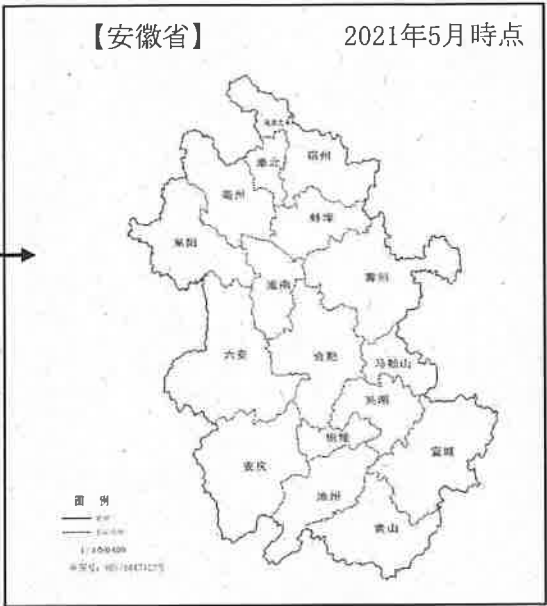 【安徽省】 2021年5月時点
宿州
淮北
亳州
蚌埠
阜阳
淮南
滁州
六安
合肥
马鞍山
芜湖
铜陵
宣城
安庆
池州
黄山
图 例